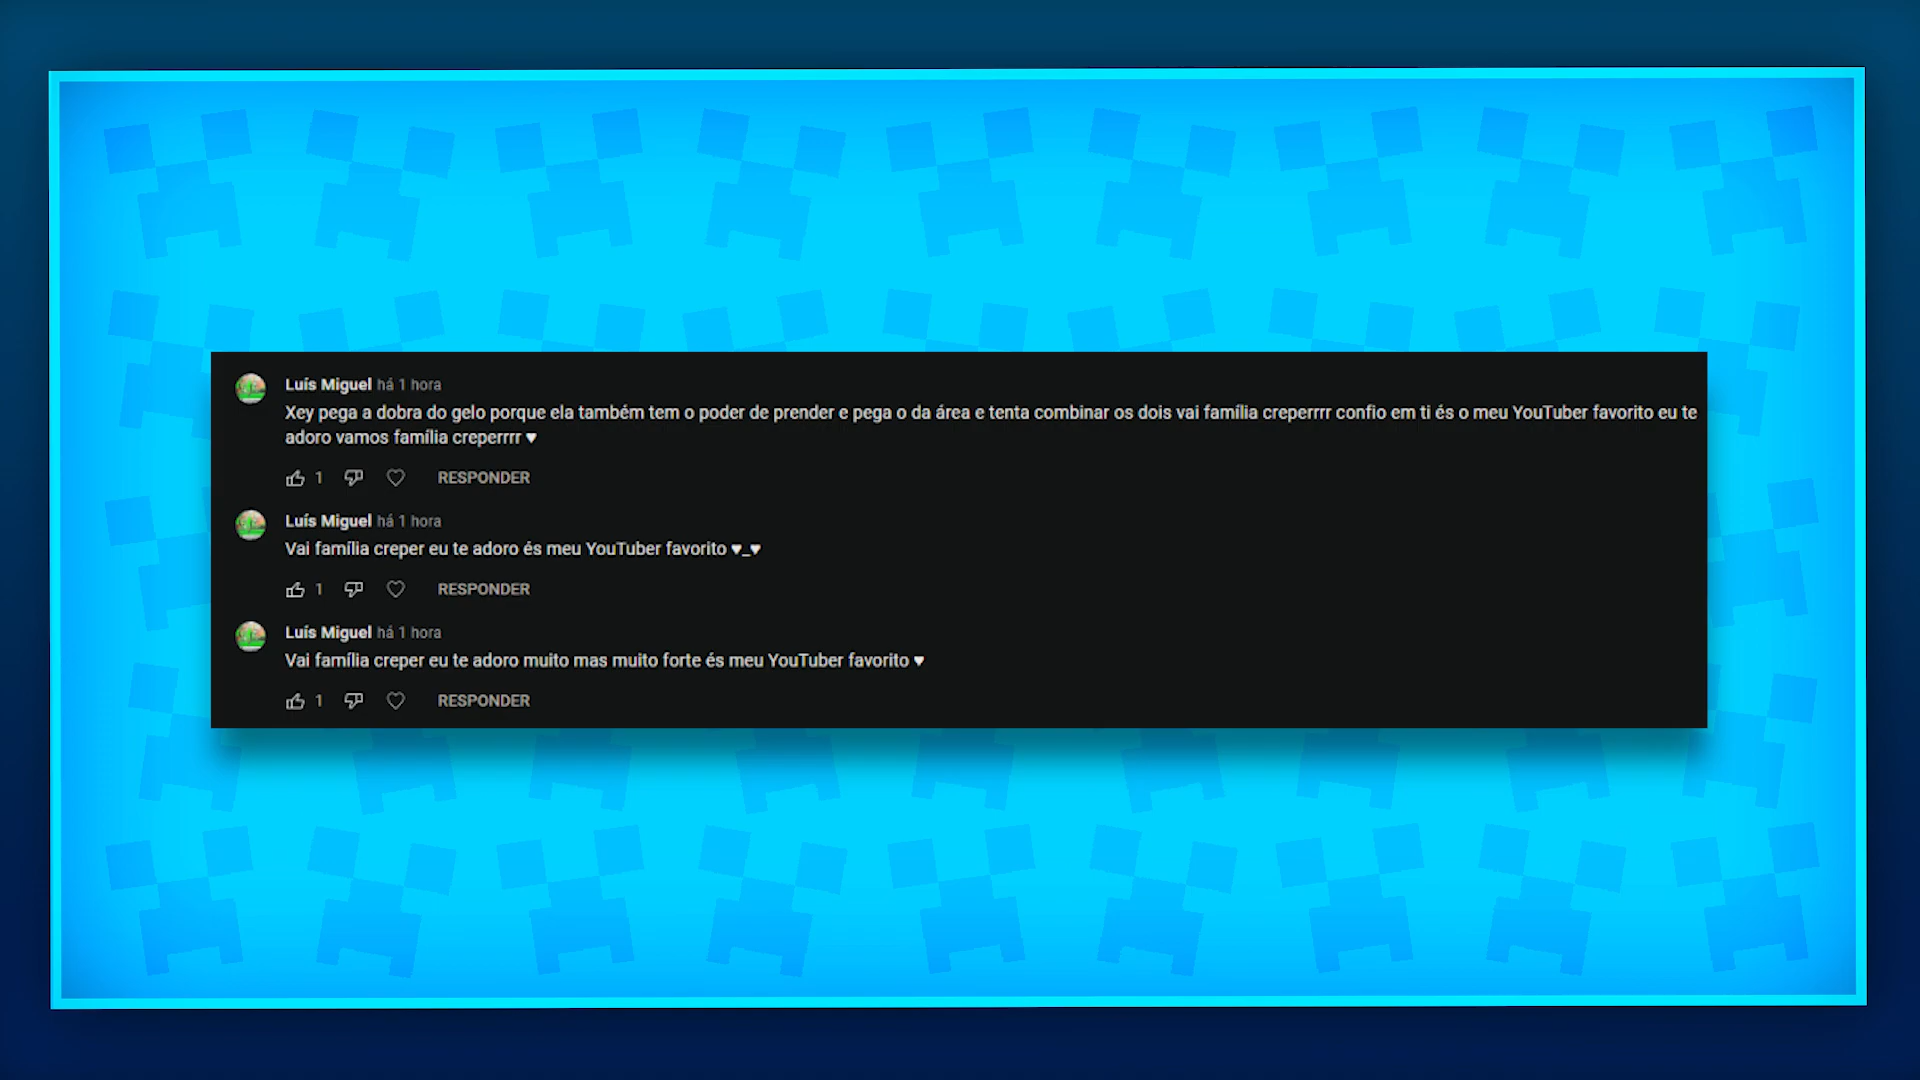 Luís Miguel há 1 hora
Xey pega a dobra do gelo porque ela também tem o poder de prender e pega o da área e tenta combinar os dois vai família creperrrr confio em ti és o meu YouTuber favorito eu te
adoro vamos família creperrrr ♥
1 RESPONDER
Luís Miguel há 1 hora
Vai família creper eu te adoro és meu YouTuber favorito ♥_♥
1 RESPONDER
Luís Miguel há 1 hora
Vai família creper eu te adoro muito mas muito forte és meu YouTuber favorito ♥
1 RESPONDER